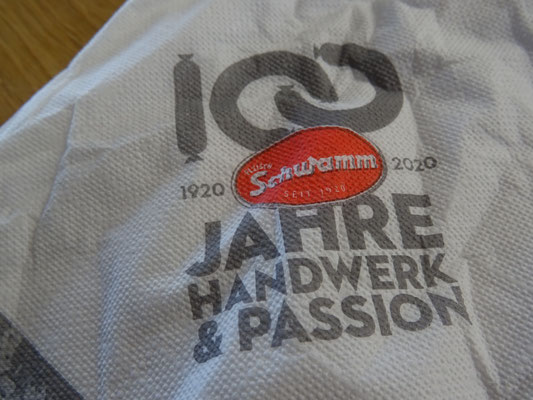 100
Schwamm
SEIT 1920
1920 2020
JAHRE
HANDWERK
& PASSION